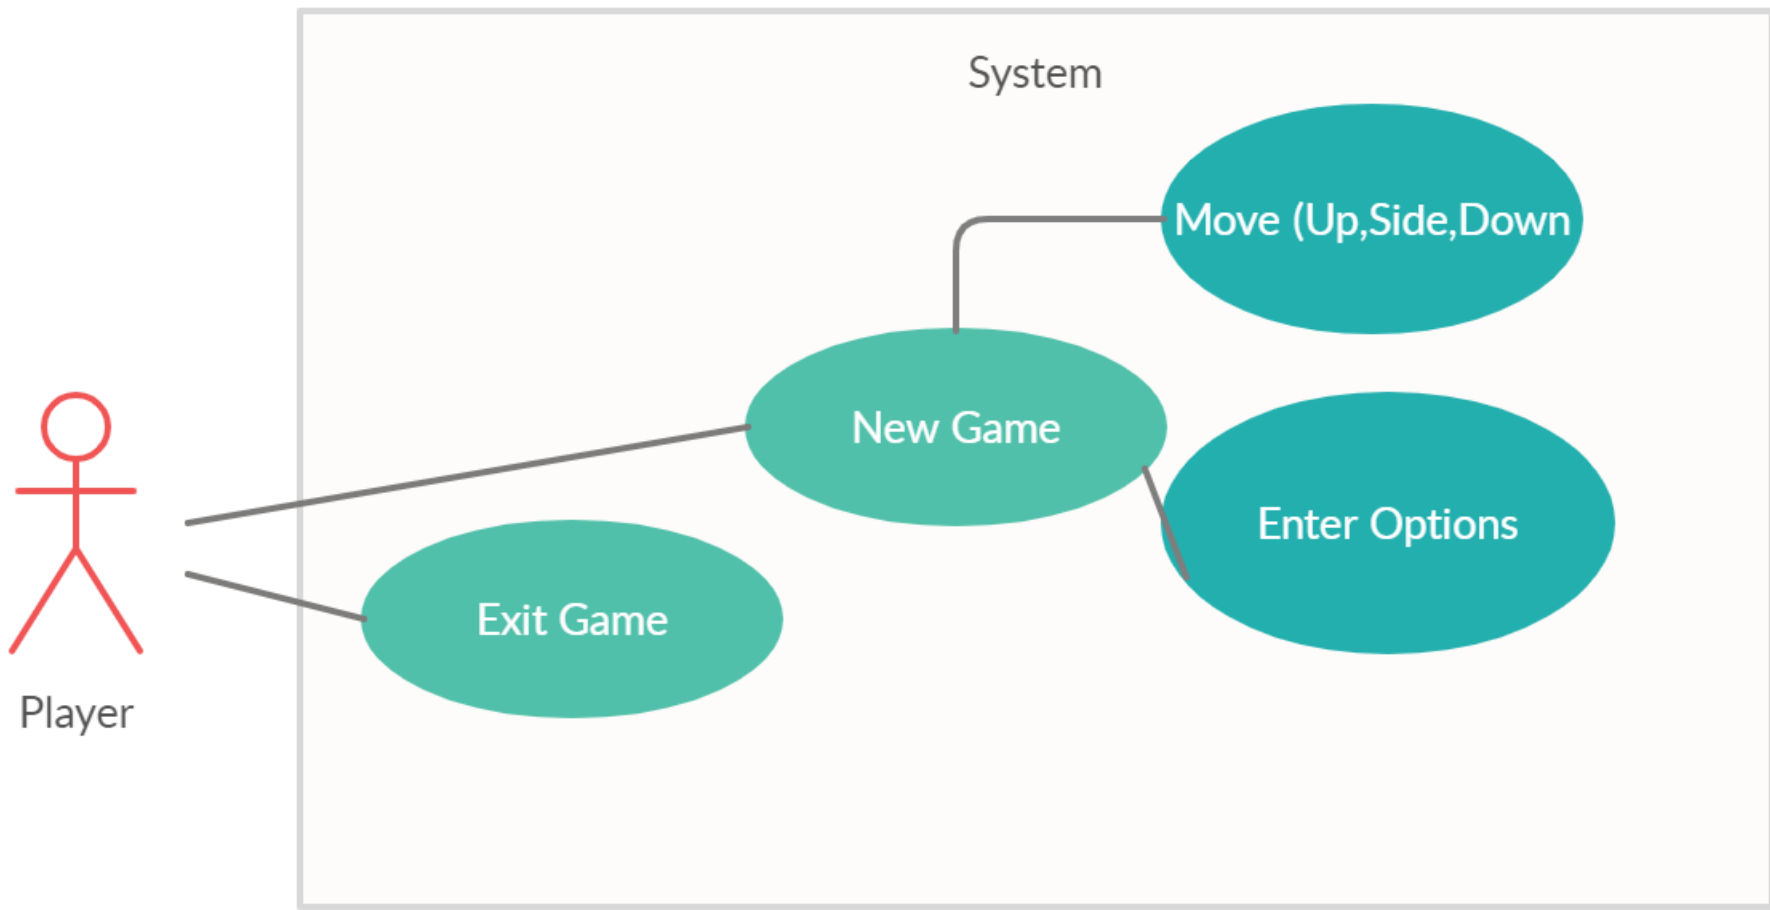 System
Move (Up,Side,Down
New Game
Enter Options
Exit Game
Player